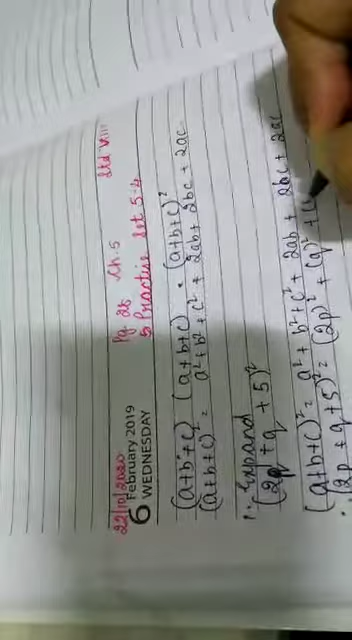 22/10/2020 Pg. 28 Ch. 5 Std VIII
6 February 2019
WEDNESDAY
Practice Set 5.4
(a+b+c) (a+b+c) = (a+b+c)²
(a+b+c)² = a² + b² + c² + 2ab + 2bc + 2ac
1. Expand
(2p + q + 5)²
(a+b+c)² = a² + b² + c² + 2ab + 2bc + 2ac
∴ (2p + q + 5)² = (2p)² + (q)² + (